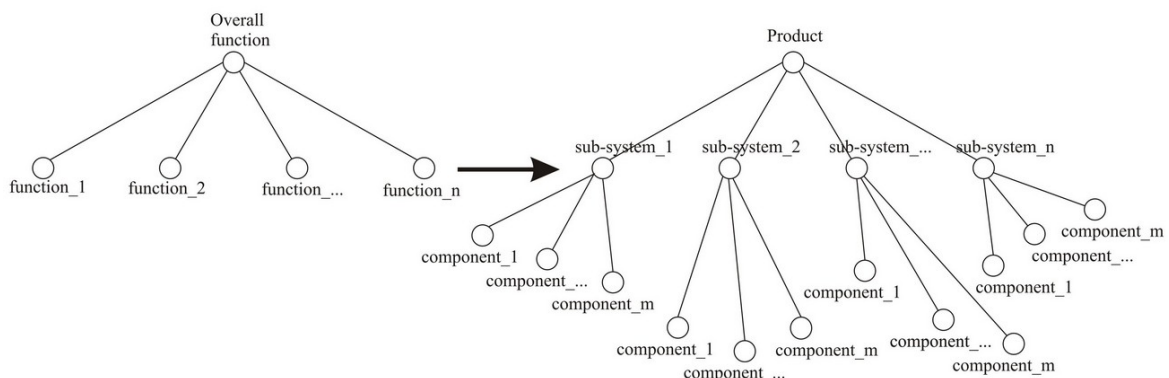 Overall
function
function_1
function_2
function_...
function_n
Product
sub-system_1
sub-system_2
sub-system_...
sub-system_n
component_1
component_...
component_m
component_1
component_...
component_m
component_1
component_...
component_m
component_1
component_...
component_m